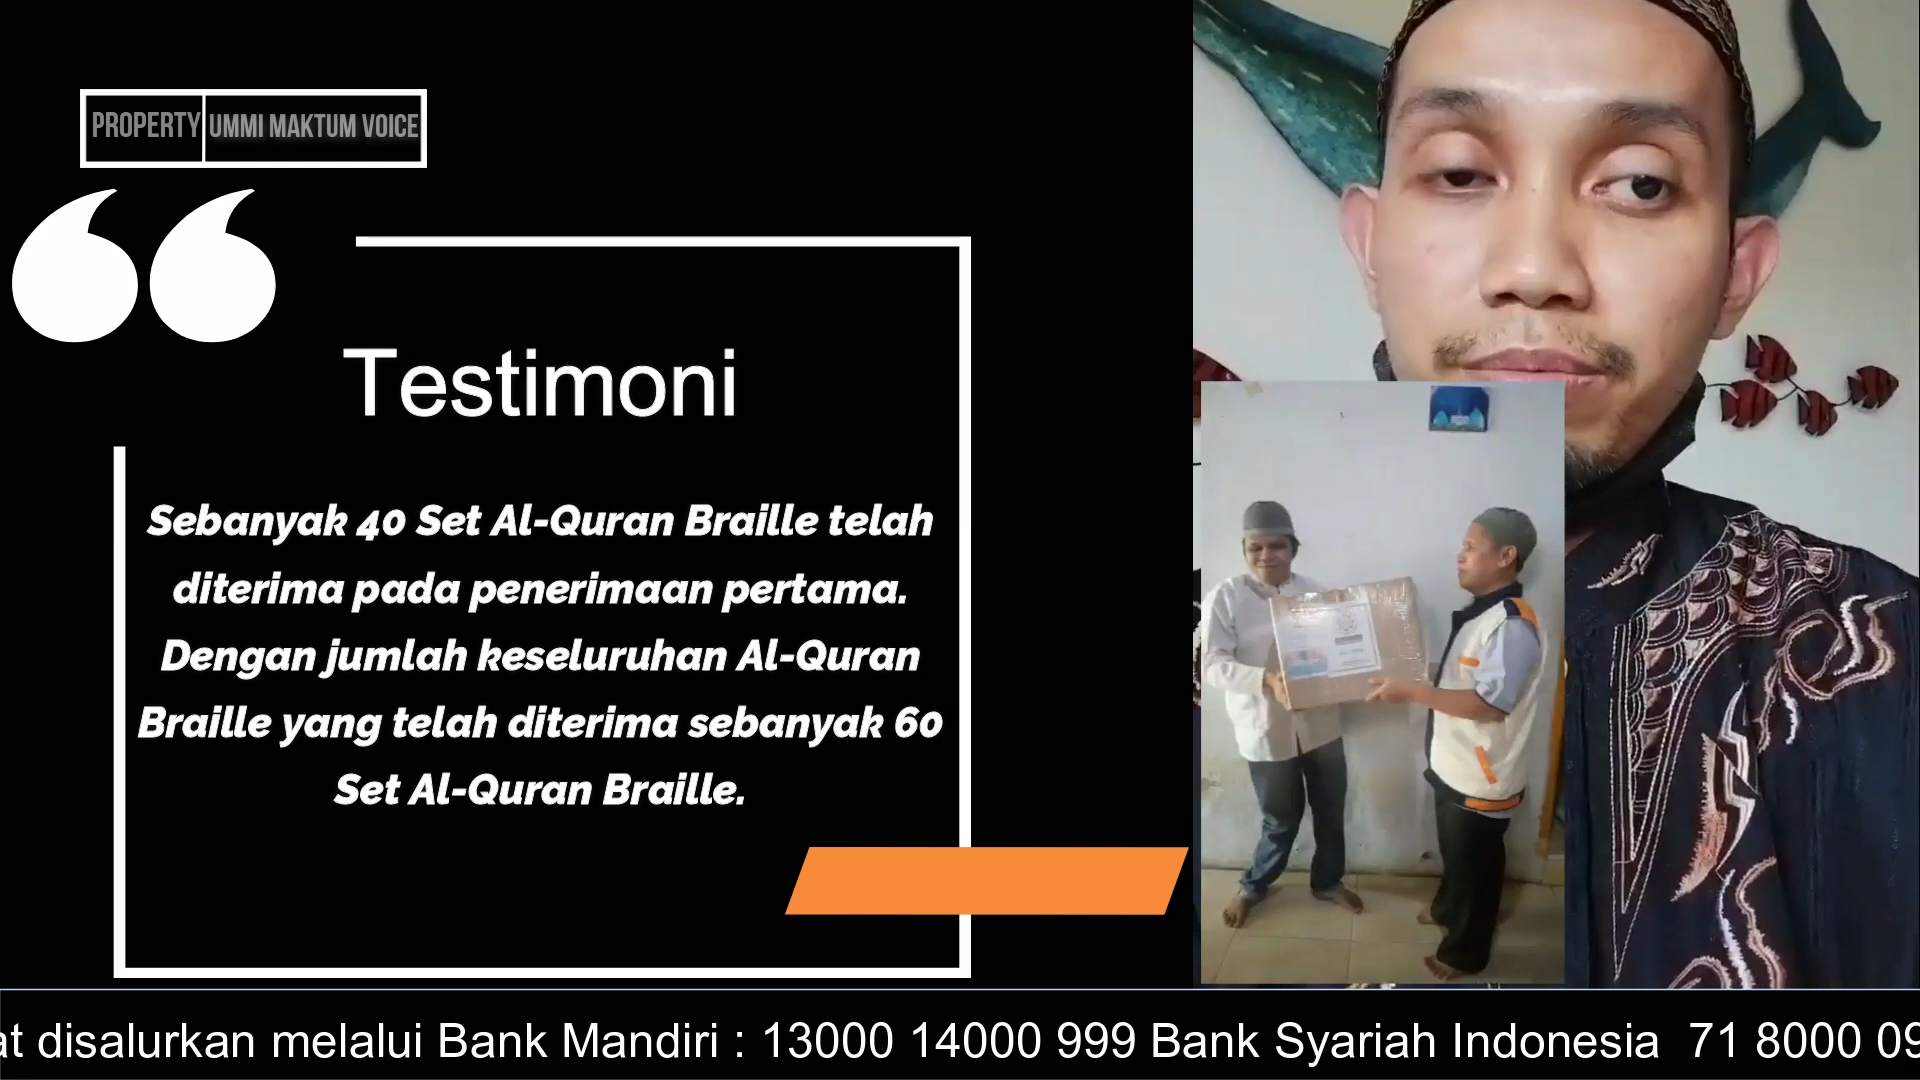 PROPERTY UMMI MAKTUM VOICE
Testimoni
Sebanyak 40 Set Al-Quran Braille telah
diterima pada penerimaan pertama.
Dengan jumlah keseluruhan Al-Quran
Braille yang telah diterima sebanyak 60
Set Al-Quran Braille.
at disalurkan melalui Bank Mandiri : 13000 14000 999 Bank Syariah Indonesia 71 8000 09